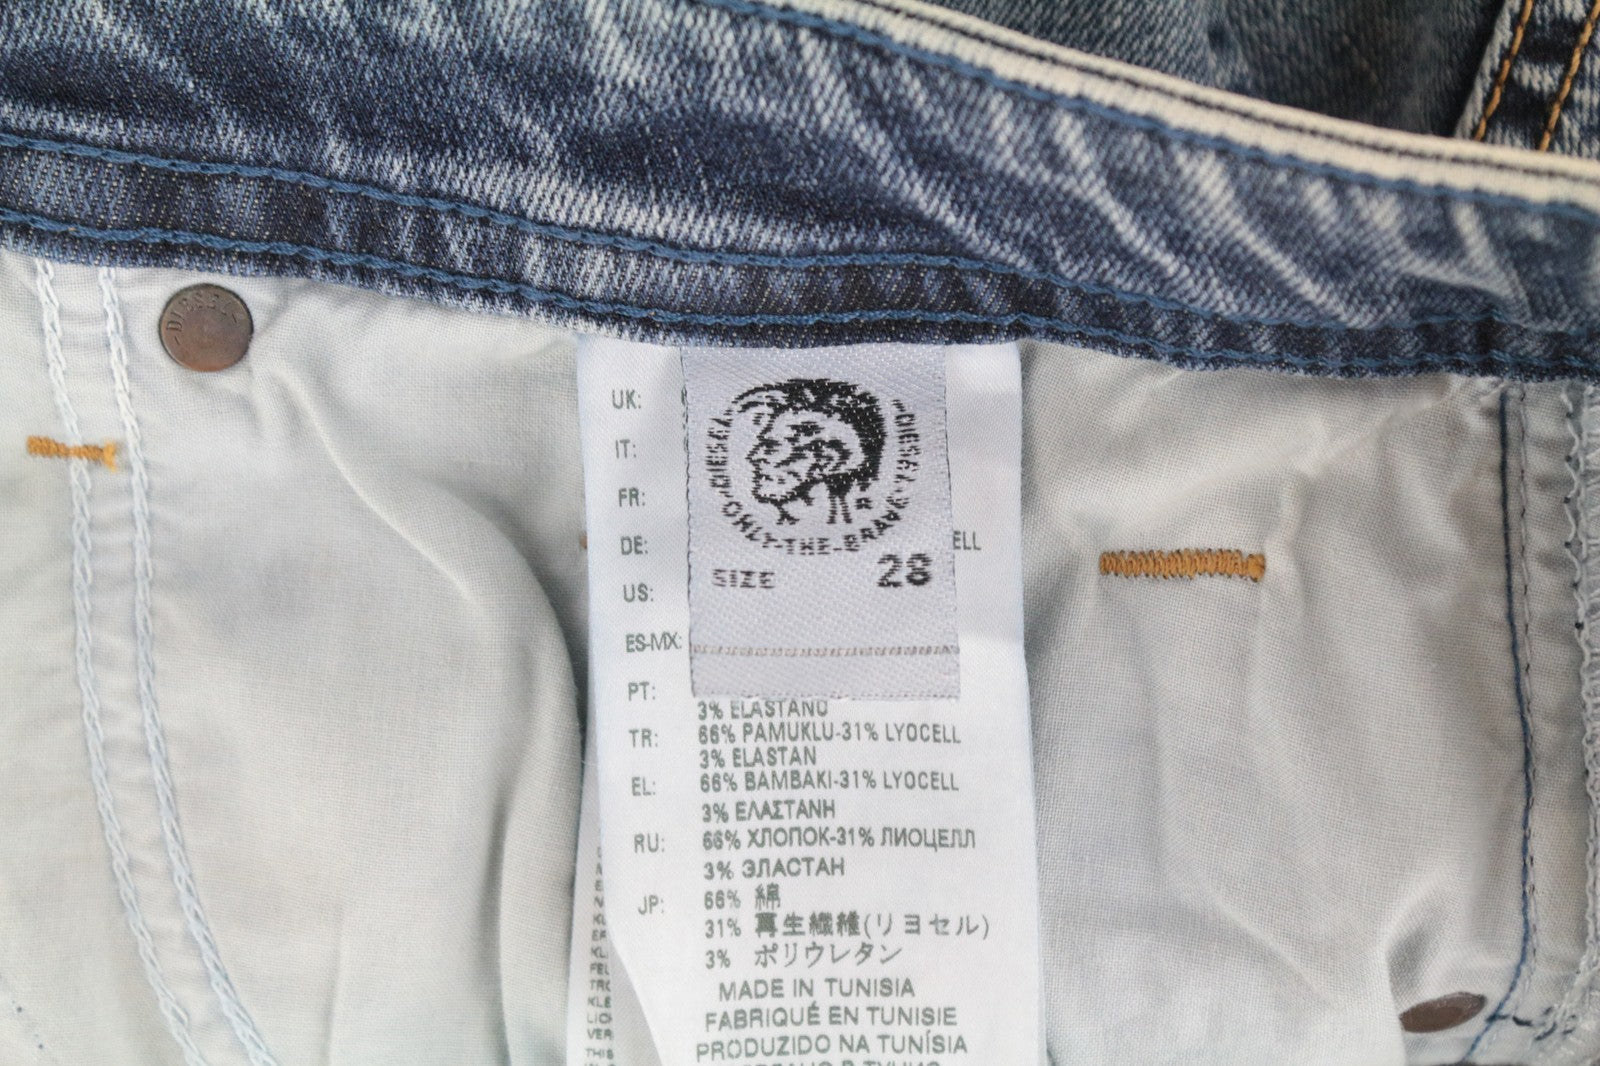 DIESEL
UK:
IT:
FR:
DE:
US:
ES-MX:
PT:
TR:
EL:
RU:
JP:
"DIESEL"
"DIESEL"
ONLY-THE-BRAVE
SIZE 28
ELL
3% ELASTANO
66% PAMUKLU-31% LYOCELL
3% ELASTAN
66% BAMBAKI-31% LYOCELL
3% ΕΛΑΣΤΑΝΗ
66% ХЛОПОК-31% ЛИОЦЕЛЛ
3% ЭЛАСТАН
66% 綿
31% 再生繊維(リヨセル)
3% ポリウレタン
MADE IN TUNISIA
FABRIQUÉ EN TUNISIE
PRODUZIDO NA TUNÍSIA